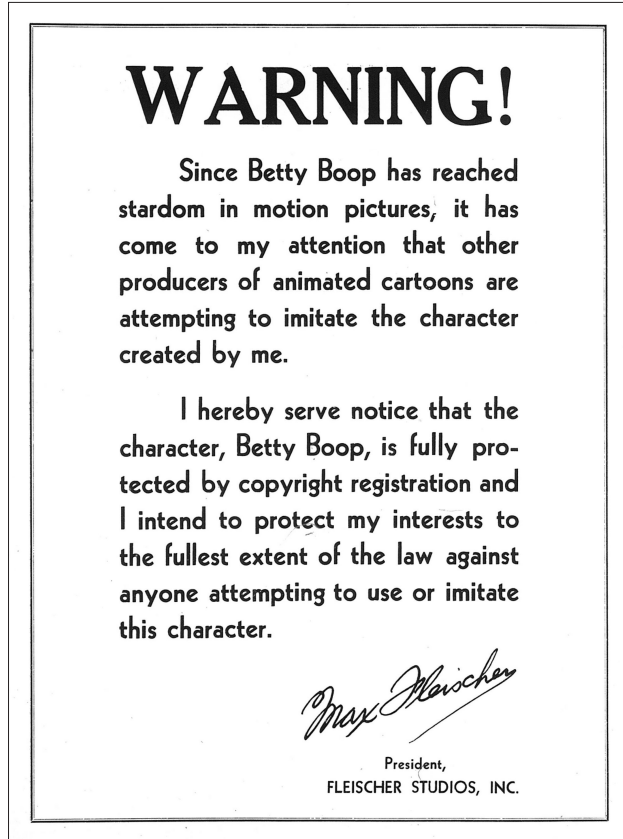 WARNING!
Since Betty Boop has reached
stardom in motion pictures, it has
come to my attention that other
producers of animated cartoons are
attempting to imitate the character
created by me.
I hereby serve notice that the
character, Betty Boop, is fully pro-
tected by copyright registration and
I intend to protect my interests to
the fullest extent of the law against
anyone attempting to use or imitate
this character.
Max Fleischer
President,
FLEISCHER STUDIOS, INC.